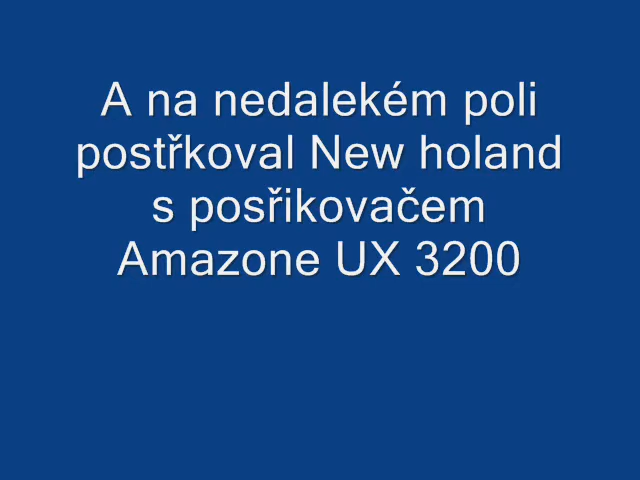 A na nedalekém poli
postřkoval New holand
s posřikovačem
Amazone UX 3200